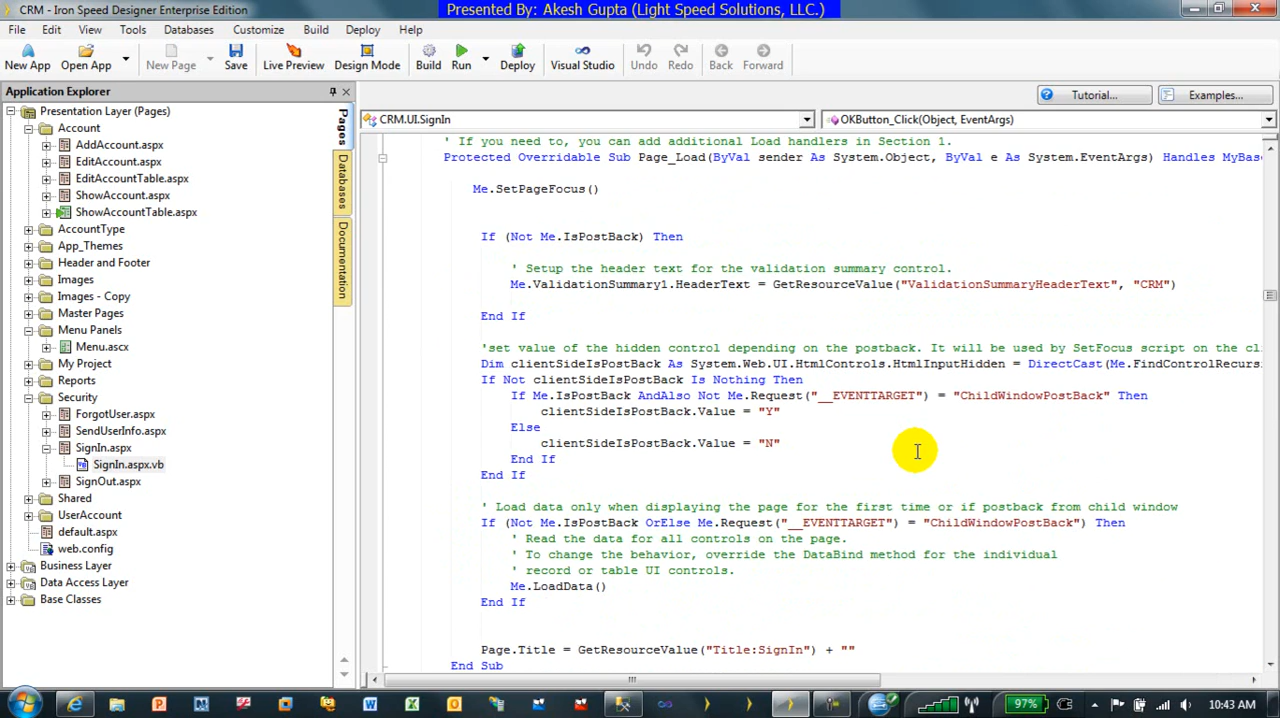 CRM - Iron Speed Designer Enterprise Edition
Presented By: Akesh Gupta (Light Speed Solutions, LLC.)
File Edit View Tools Databases Customize Build Deploy Help
New App Open App New Page Save Live Preview Design Mode Build Run Deploy Visual Studio Undo Redo Back Forward
Application Explorer
Tutorial... Examples...
CRM.UI.SignIn
OKButton_Click(Object, EventArgs)
Presentation Layer (Pages)
Account
AddAccount.aspx
EditAccount.aspx
EditAccountTable.aspx
ShowAccount.aspx
ShowAccountTable.aspx
AccountType
App_Themes
Header and Footer
Images
Images - Copy
Master Pages
Menu Panels
Menu.ascx
My Project
Reports
Security
ForgotUser.aspx
SendUserInfo.aspx
SignIn.aspx
SignIn.aspx.vb
SignOut.aspx
Shared
UserAccount
default.aspx
web.config
Business Layer
Data Access Layer
Base Classes
Pages
Databases
Documentation
' If you need to, you can add additional Load handlers in Section 1.
Protected Overridable Sub Page_Load(ByVal sender As System.Object, ByVal e As System.EventArgs) Handles MyBase
Me.SetPageFocus()
If (Not Me.IsPostBack) Then
' Setup the header text for the validation summary control.
Me.ValidationSummary1.HeaderText = GetResourceValue("ValidationSummaryHeaderText", "CRM")
End If
'set value of the hidden control depending on the postback. It will be used by SetFocus script on the cli
Dim clientSideIsPostBack As System.Web.UI.HtmlControls.HtmlInputHidden = DirectCast(Me.FindControlRecurs
If Not clientSideIsPostBack Is Nothing Then
If Me.IsPostBack AndAlso Not Me.Request("__EVENTTARGET") = "ChildWindowPostBack" Then
clientSideIsPostBack.Value = "Y"
Else
clientSideIsPostBack.Value = "N"
End If
End If
' Load data only when displaying the page for the first time or if postback from child window
If (Not Me.IsPostBack OrElse Me.Request("__EVENTTARGET") = "ChildWindowPostBack") Then
' Read the data for all controls on the page.
' To change the behavior, override the DataBind method for the individual
' record or table UI controls.
Me.LoadData()
End If
Page.Title = GetResourceValue("Title:SignIn") + ""
End Sub
97%
10:43 AM